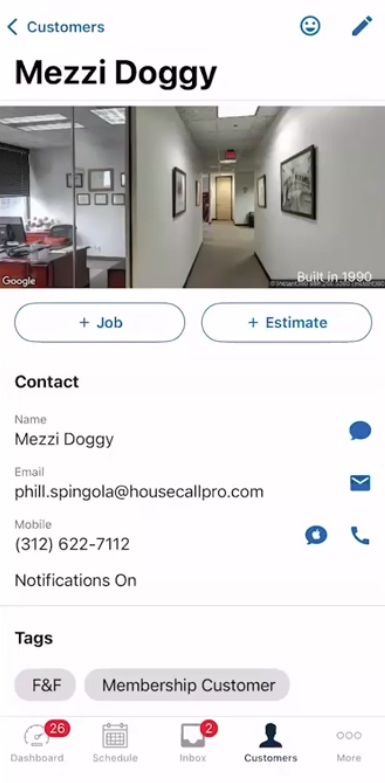 Customers
Mezzi Doggy
Google
Built in 1990
+ Job
+ Estimate
Contact
Name
Mezzi Doggy
Email
phill.spingola@housecallpro.com
Mobile
(312) 622-7112
Notifications On
Tags
F&F
Membership Customer
26
2
Dashboard
Schedule
Inbox
Customers
More